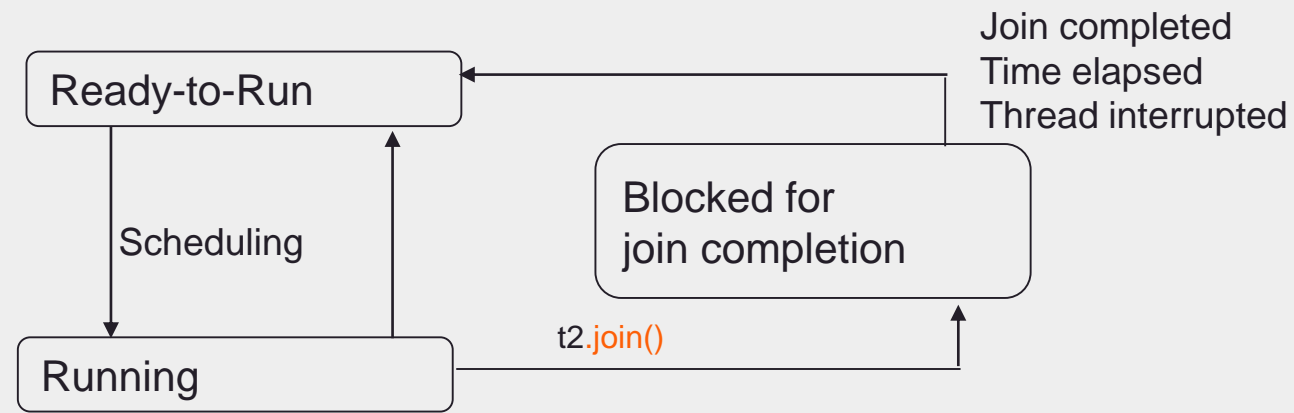 Join completed
Time elapsed
Thread interrupted
Ready-to-Run
Blocked for
join completion
Scheduling
t2.join()
Running